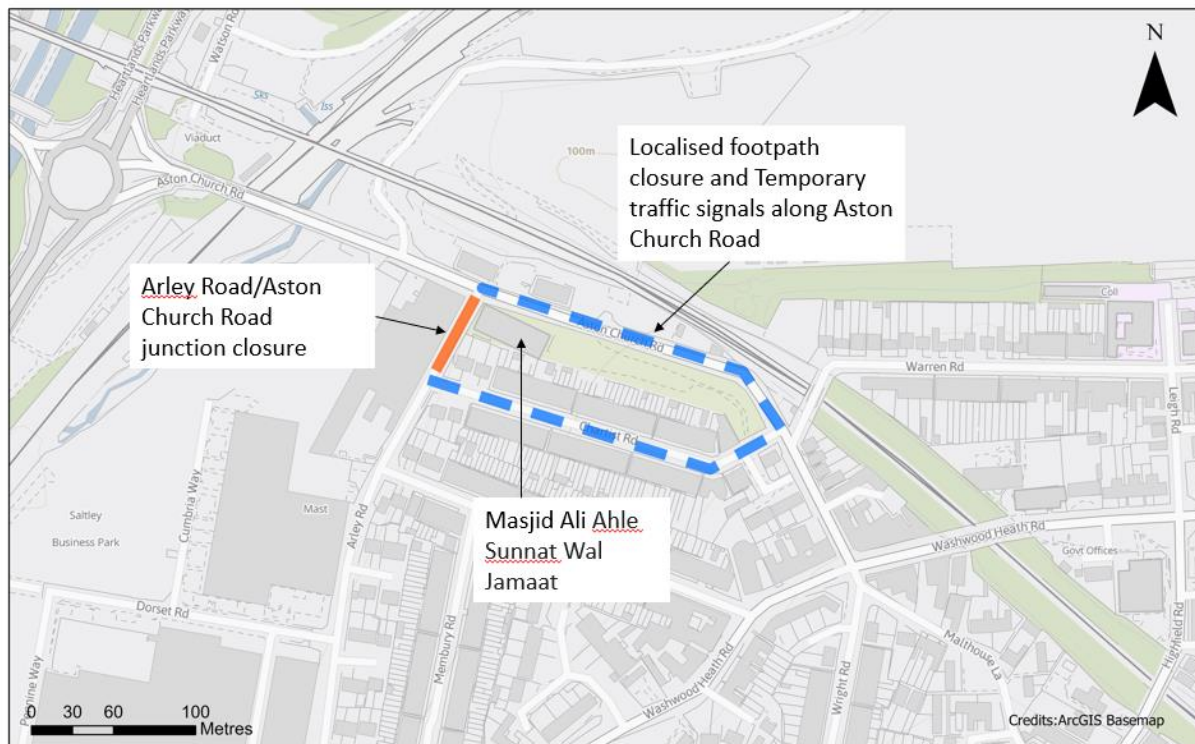 Heartlands Parkway
Heartlands Parkway
Watson Rd
N
Sks
Iss
Viaduct
100m
Localised footpath
closure and Temporary
traffic signals along Aston
Church Road
Aston Church Rd
Arley Road/Aston
Church Road
junction closure
Coll
Aston Church Rd
Warren Rd
Leigh Rd
Chartist Rd
Cumbria Way
Mast
Saltley
Business Park
Arley Rd
Masjid Ali Ahle
Sunnat Wal
Jamaat
Washwood Heath Rd
Govt Offices
Dorset Rd
Membury Rd
Malthouse La
Highfield Rd
Pennine Way
Wright Rd
Washwood Heath Rd
0 30 60 100
Metres
Credits:ArcGIS Basemap